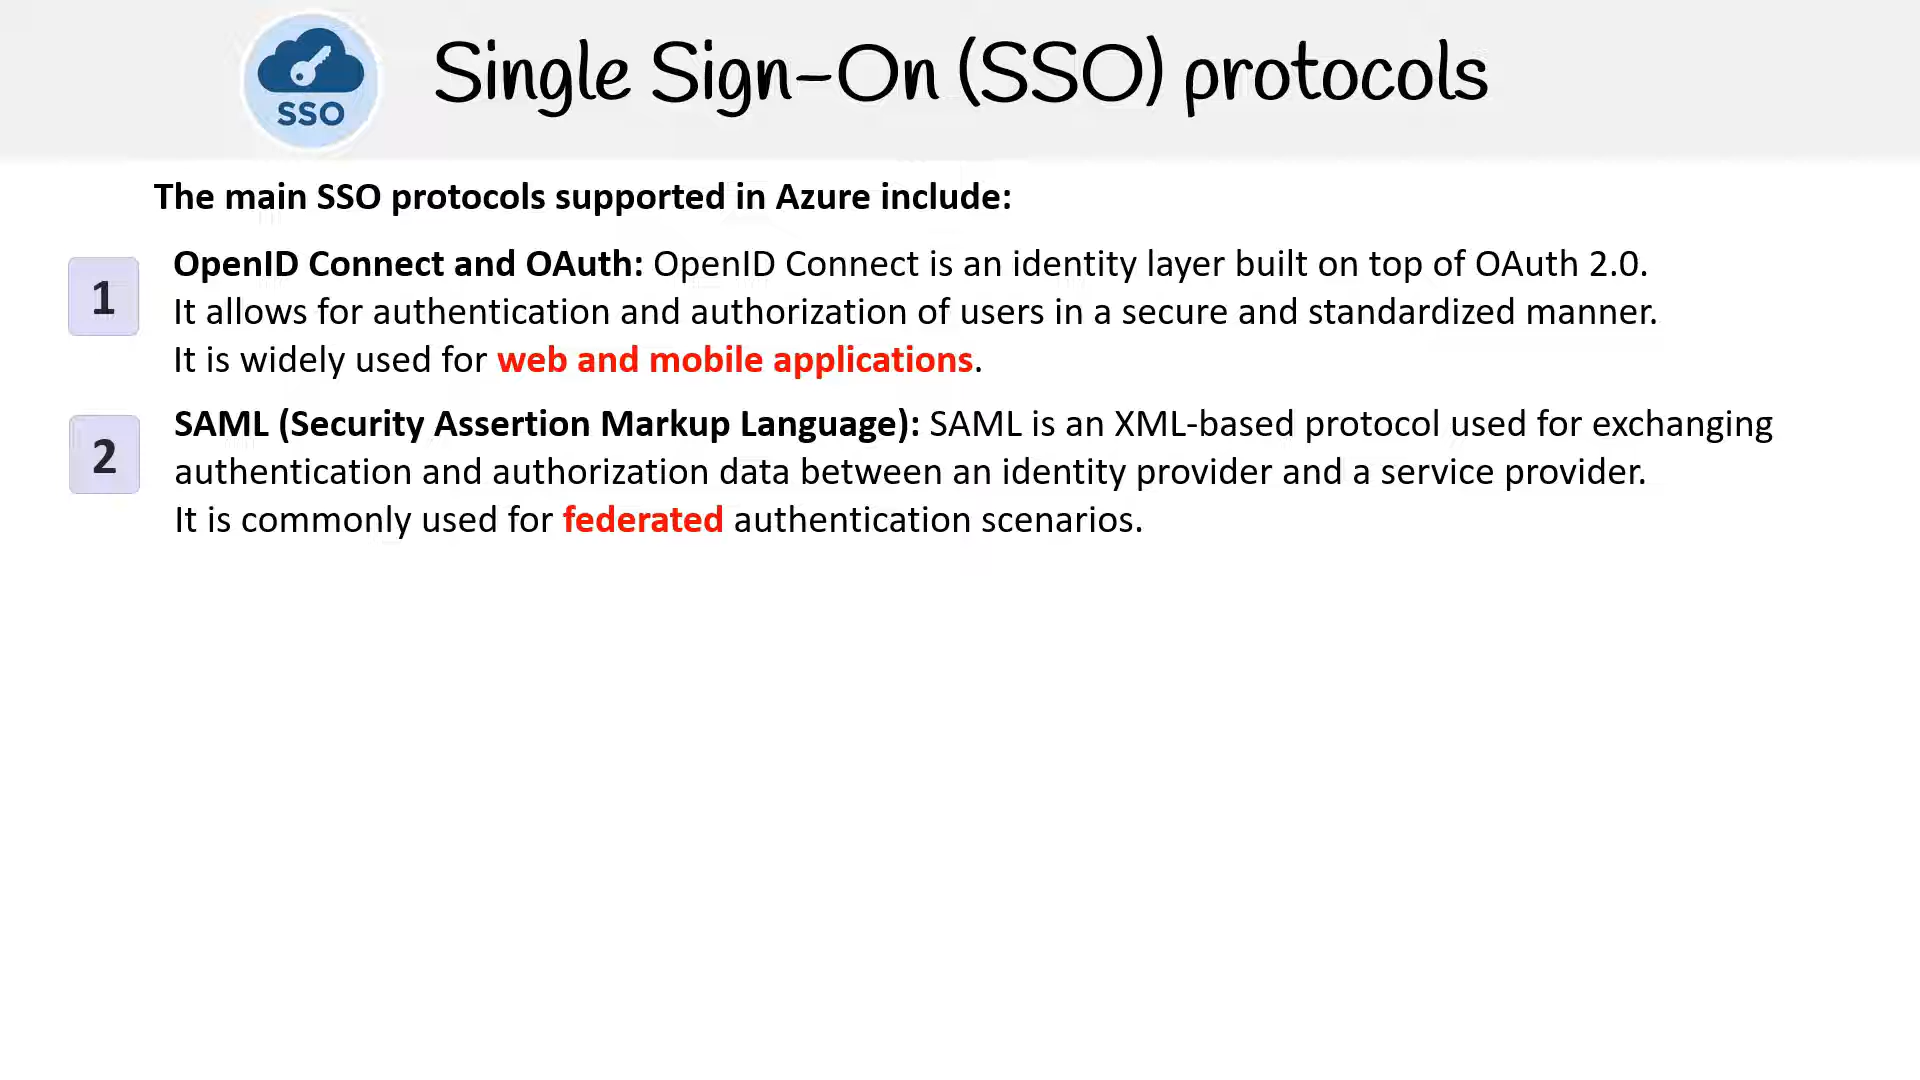 SSO
Single Sign-On (SSO) protocols
The main SSO protocols supported in Azure include:
1
OpenID Connect and OAuth: OpenID Connect is an identity layer built on top of OAuth 2.0.
It allows for authentication and authorization of users in a secure and standardized manner.
It is widely used for web and mobile applications.
2
SAML (Security Assertion Markup Language): SAML is an XML-based protocol used for exchanging
authentication and authorization data between an identity provider and a service provider.
It is commonly used for federated authentication scenarios.